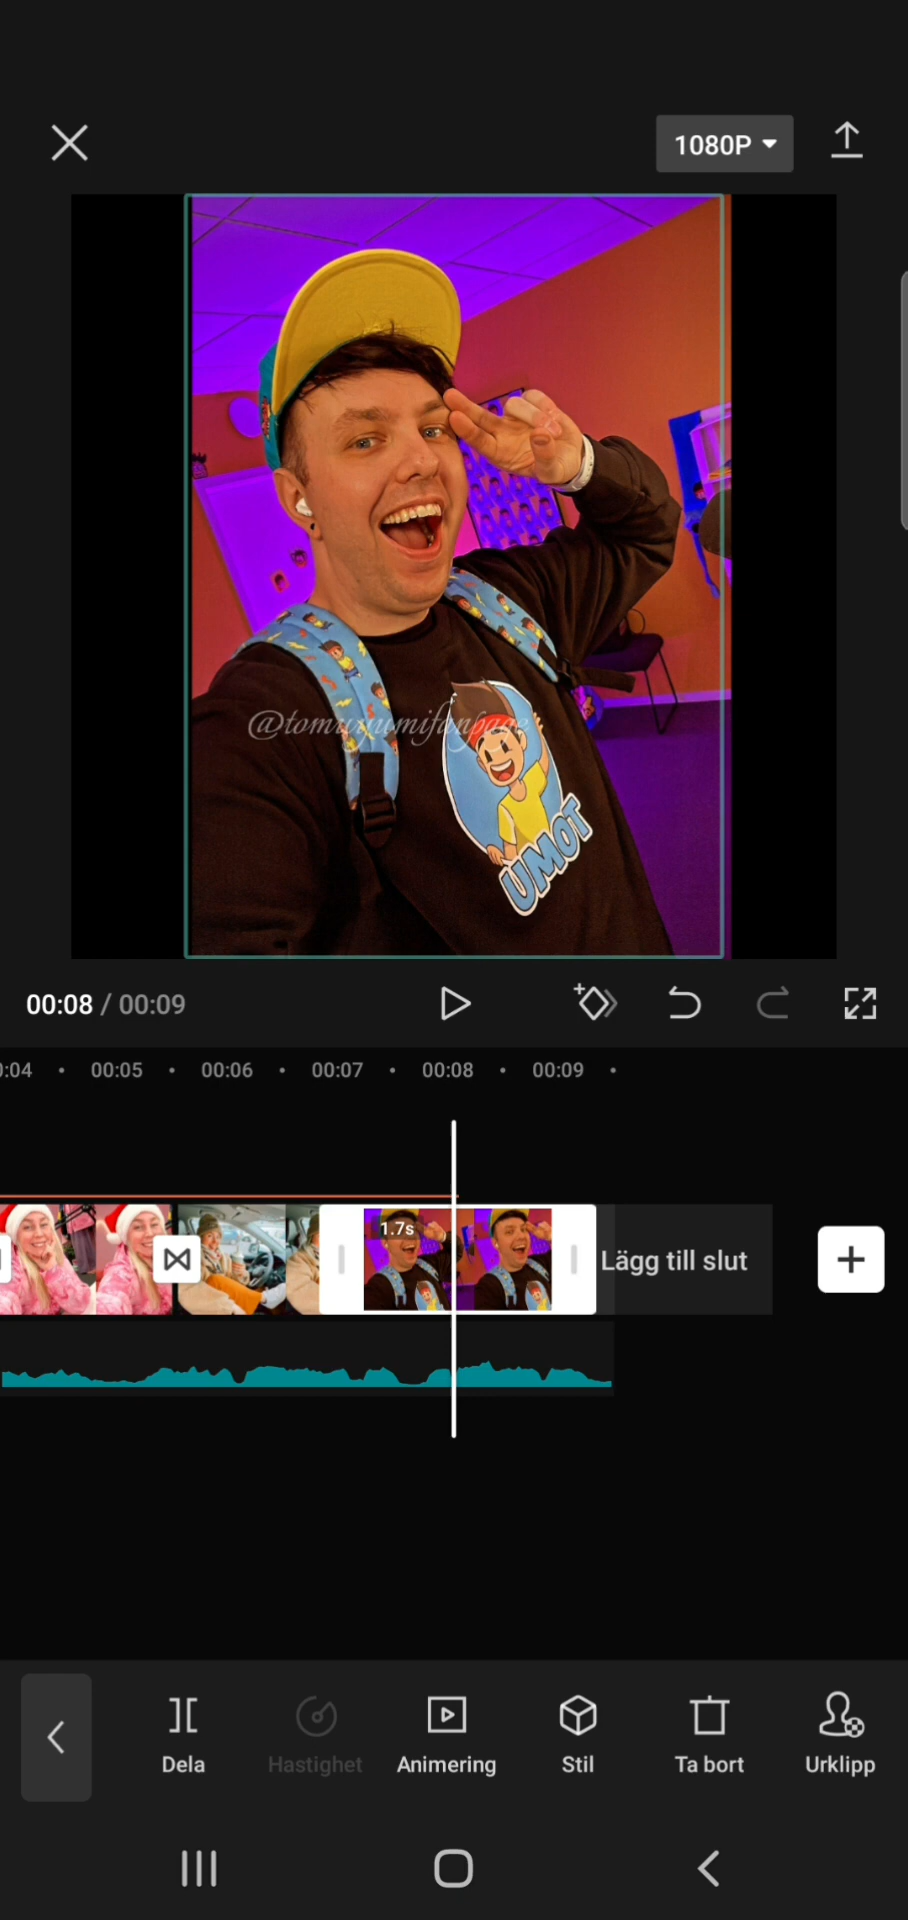 1080P
@tomuyumifanpage
UMOT
00:08 / 00:09
0:04 00:05 00:06 00:07 00:08 00:09
1.7s
Lägg till slut
Dela
Hastighet
Animering
Stil
Ta bort
Urklipp